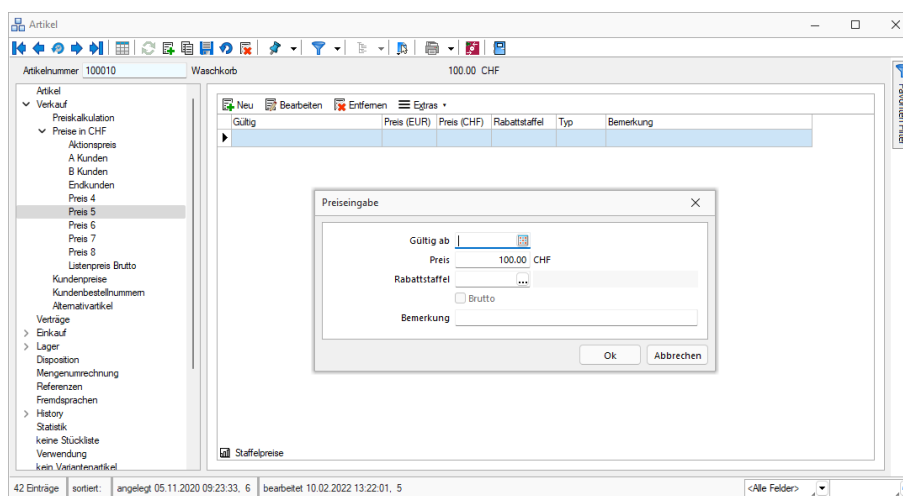 Artikel
Artikelnummer 100010 Waschkorb 100.00 CHF
Favoriten Filter
Artikel
Verkauf
Preiskalkulation
Preise in CHF
Aktionspreis
A Kunden
B Kunden
Endkunden
Preis 4
Preis 5
Preis 6
Preis 7
Preis 8
Listenpreis Brutto
Kundenpreise
Kundenbestellnummern
Alternativartikel
Verträge
Einkauf
Lager
Disposition
Mengenumrechnung
Referenzen
Fremdsprachen
History
Statistik
keine Stückliste
Verwendung
kein Variantenartikel
Neu Bearbeiten Entfernen Extras
Gültig Preis (EUR) Preis (CHF) Rabattstaffel Typ Bemerkung
Preiseingabe
Gültig ab
Preis 100.00 CHF
Rabattstaffel ...
Brutto
Bemerkung
Ok Abbrechen
Staffelpreise
42 Einträge sortiert: angelegt 05.11.2020 09:23:33, 6 bearbeitet 10.02.2022 13:22:01, 5 <Alle Felder>